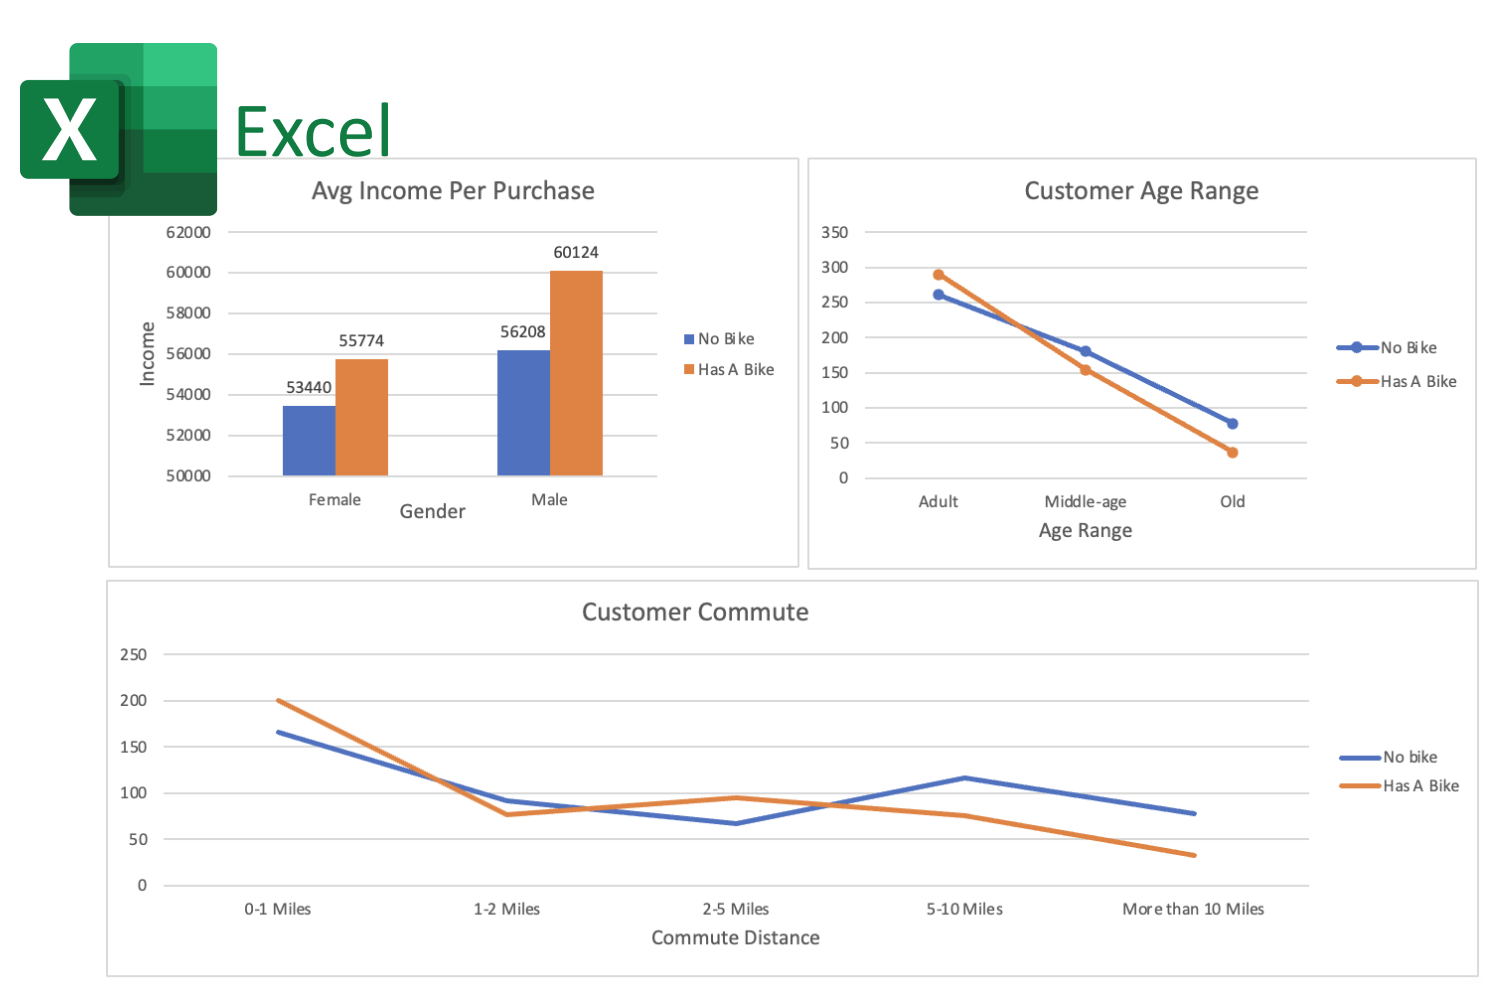 X
Excel
Avg Income Per Purchase
62000
60000
58000
56000
54000
52000
50000
Income
53440
55774
56208
60124
Female
Male
Gender
No Bike
Has A Bike
Customer Age Range
350
300
250
200
150
100
50
0
Adult
Middle-age
Old
Age Range
No Bike
Has A Bike
Customer Commute
250
200
150
100
50
0
0-1 Miles
1-2 Miles
2-5 Miles
5-10 Miles
More than 10 Miles
Commute Distance
No bike
Has A Bike